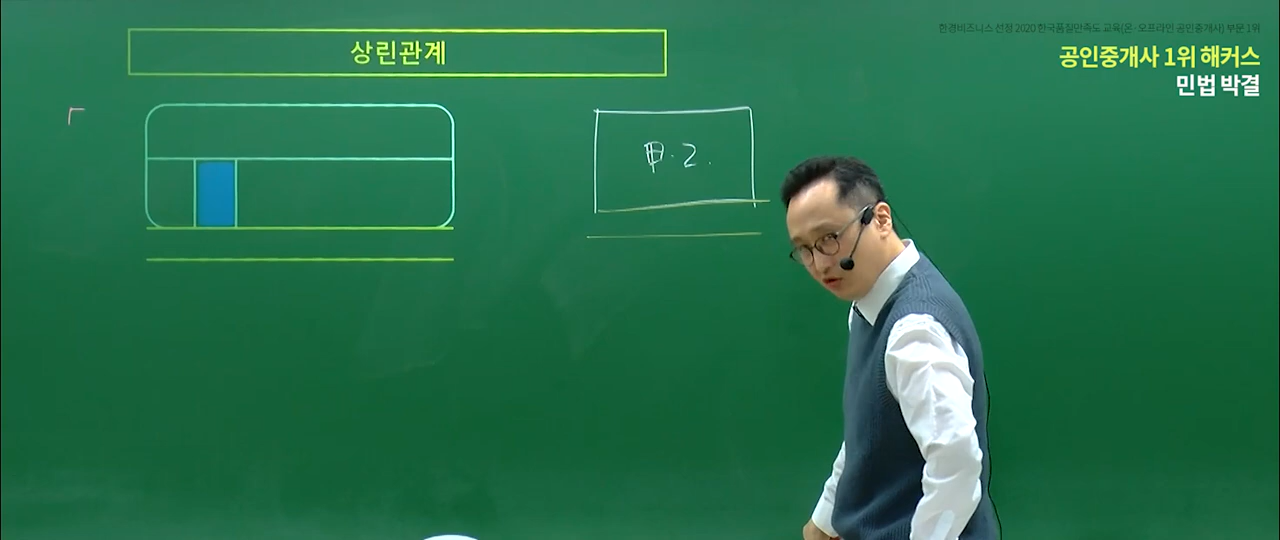 한경비즈니스 선정 2020 한국품질만족도 교육(온·오프라인 공인중개사) 부문 1위
공인중개사 1위 해커스
민법 박결
상린관계